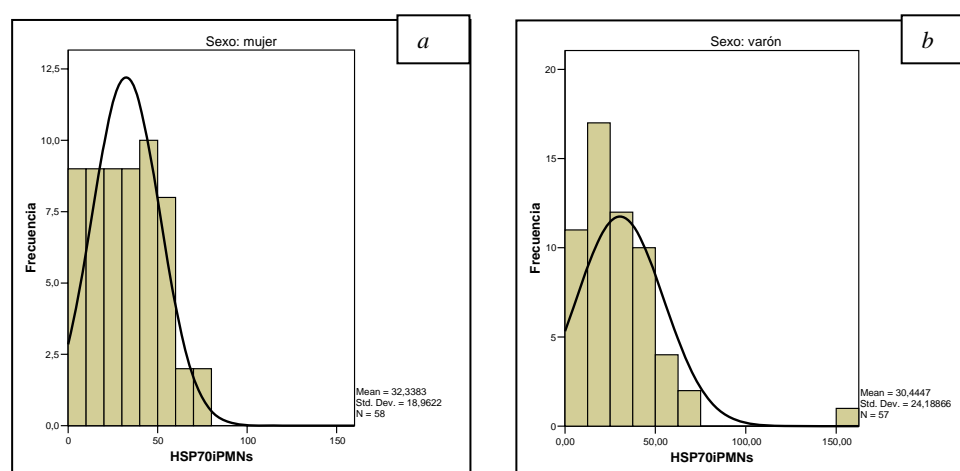 Sexo: mujer
a
12,5
10,0
7,5
5,0
2,5
0,0
Frecuencia
0
50
100
150
HSP70iPMNs
Mean = 32,3383
Std. Dev. = 18,9622
N = 58
Sexo: varón
b
20
15
10
5
0
Frecuencia
0,00
50,00
100,00
150,00
HSP70iPMNs
Mean = 30,4447
Std. Dev. = 24,18866
N = 57